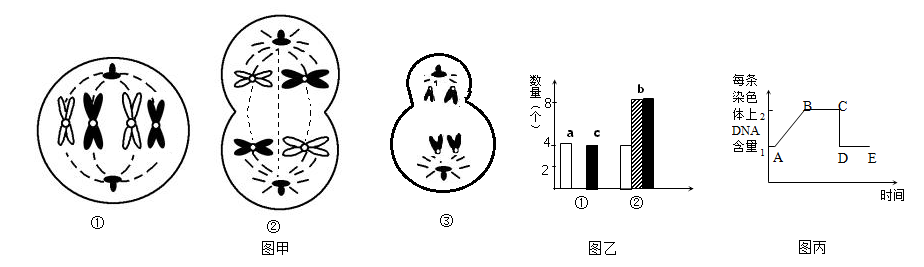 ①
②
③
图甲
数量（个）
8
4
2
a
c
b
①
②
图乙
每条
染色
体上
DNA
含量
2
1
A
B
C
D
E
时间
图丙